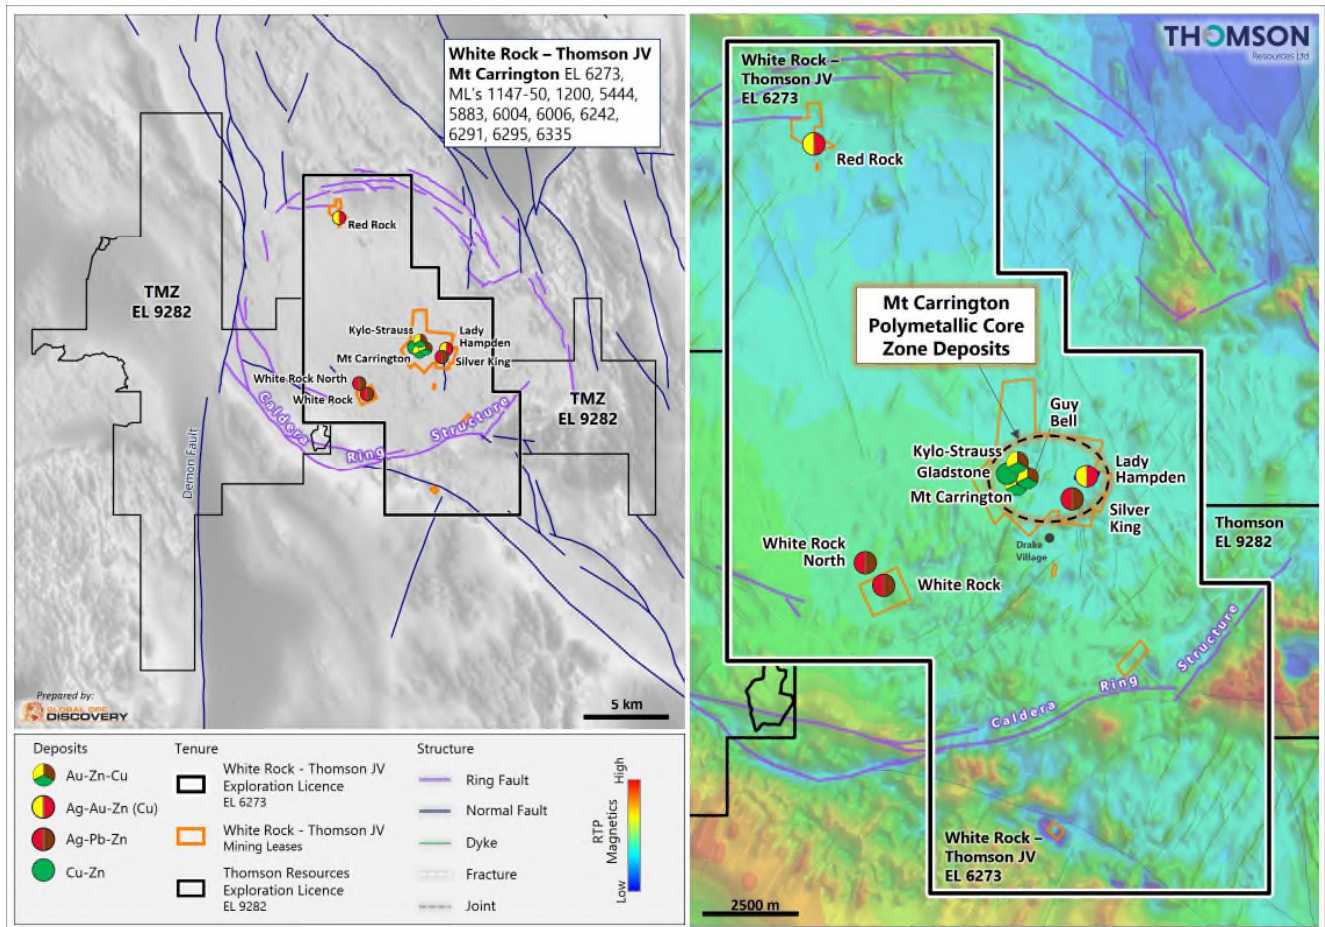 White Rock – Thomson JV
Mt Carrington EL 6273,
ML's 1147-50, 1200, 5444,
5883, 6004, 6006, 6242,
6291, 6295, 6335
Red Rock
TMZ
EL 9282
Kylo-Strauss
Lady
Hampden
Mt Carrington
Silver King
White Rock North
White Rock
TMZ
EL 9282
Caldera Ring Structure
Demon Fault
Prepared by:
GLOBAL ORE
DISCOVERY
5 km
Deposits
Au-Zn-Cu
Ag-Au-Zn (Cu)
Ag-Pb-Zn
Cu-Zn
Tenure
White Rock - Thomson JV
Exploration Licence
EL 6273
White Rock - Thomson JV
Mining Leases
Thomson Resources
Exploration Licence
EL 9282
Structure
Ring Fault
Normal Fault
Dyke
Fracture
Joint
RTP
Magnetics
High
Low
THOMSON
Resources Ltd
White Rock –
Thomson JV
EL 6273
Red Rock
Mt Carrington
Polymetallic Core
Zone Deposits
Guy
Bell
Kylo-Strauss
Gladstone
Mt Carrington
Lady
Hampden
Silver
King
Drake
Village
White Rock
North
White Rock
Thomson
EL 9282
Caldera Ring Structure
White Rock –
Thomson JV
EL 6273
2500 m